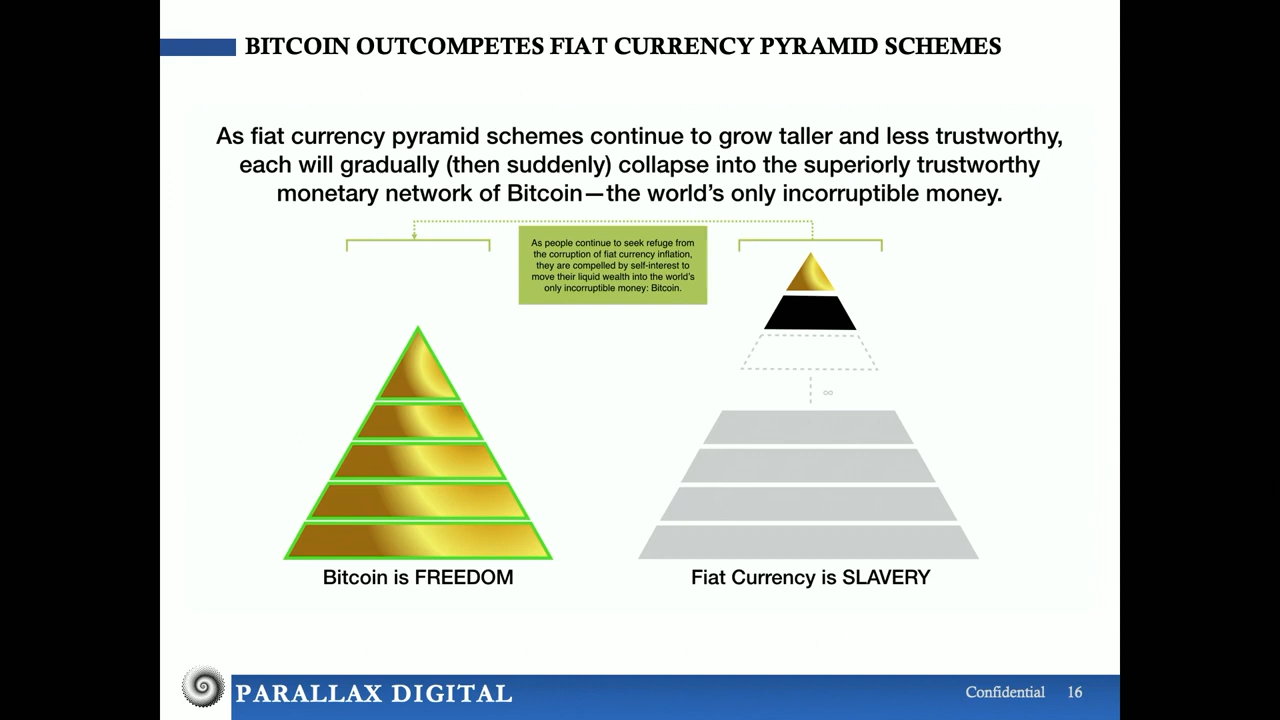 BITCOIN OUTCOMPETES FIAT CURRENCY PYRAMID SCHEMES
As fiat currency pyramid schemes continue to grow taller and less trustworthy,
each will gradually (then suddenly) collapse into the superiorly trustworthy
monetary network of Bitcoin—the world's only incorruptible money.
As people continue to seek refuge from
the corruption of fiat currency inflation,
they are compelled by self-interest to
move their liquid wealth into the world's
only incorruptible money: Bitcoin.
∞
Bitcoin is FREEDOM
Fiat Currency is SLAVERY
PARALLAX DIGITAL
Confidential 16